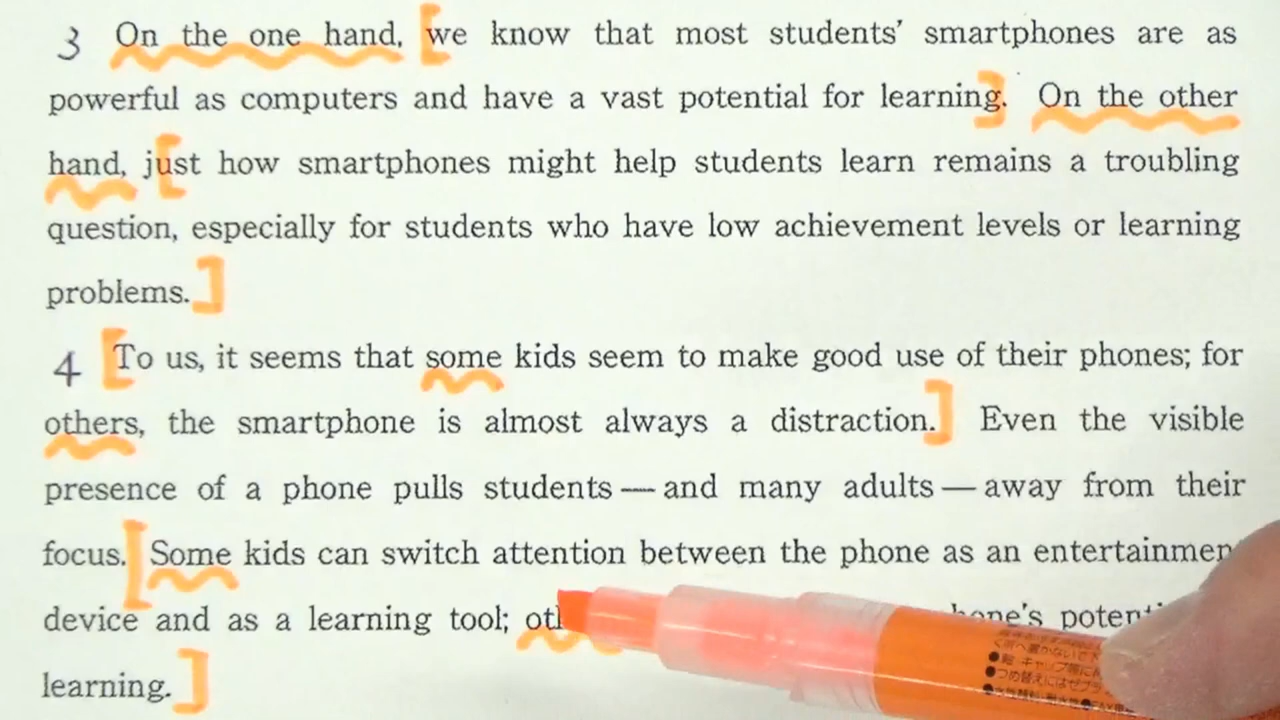 3 On the one hand, we know that most students' smartphones are as
powerful as computers and have a vast potential for learning. On the other
hand, just how smartphones might help students learn remains a troubling
question, especially for students who have low achievement levels or learning
problems.
4 To us, it seems that some kids seem to make good use of their phones; for
others, the smartphone is almost always a distraction. Even the visible
presence of a phone pulls students — and many adults — away from their
focus. Some kids can switch attention between the phone as an
device and as a learning tool;
learning.